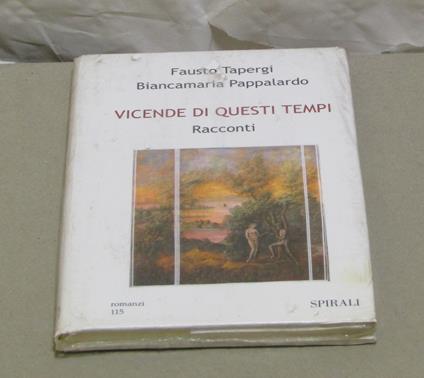 Fausto Tapergi
Biancamaria Pappalardo
VICENDE DI QUESTI TEMPI
Racconti
romanzi
115
SPIRALI